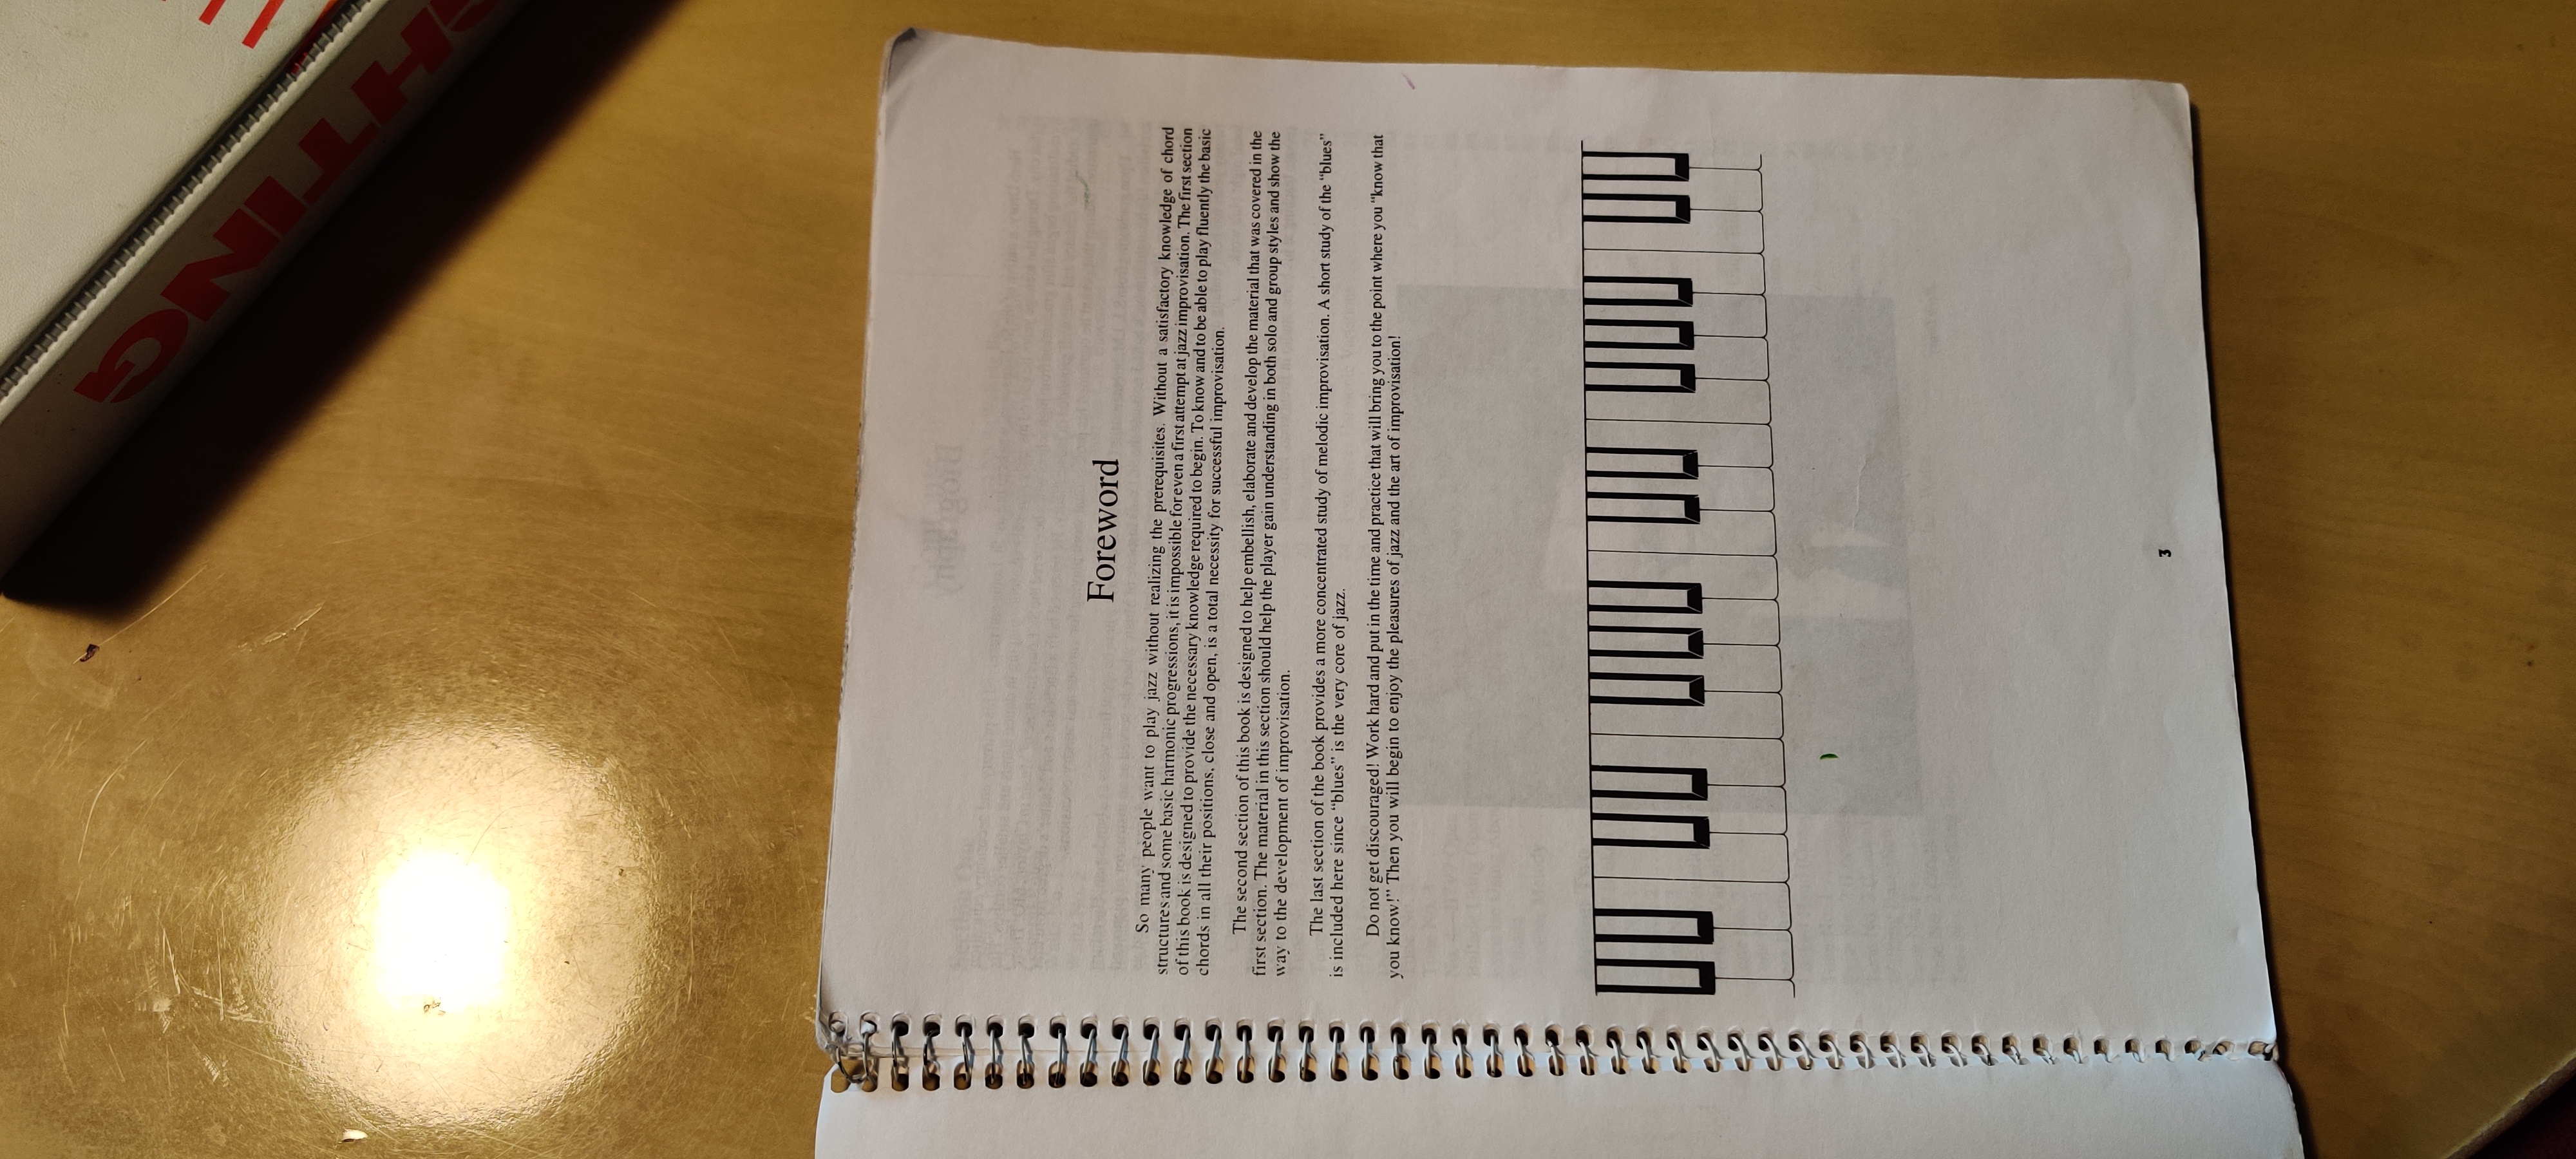 HTING
Foreword
So many people want to play jazz without realizing the prerequisites. Without a satisfactory knowledge of chord
structures and some basic harmonic progressions, it is impossible for even a first attempt at jazz improvisation. The first section
of this book is designed to provide the necessary knowledge required to begin. To know and to be able to play fluently the basic
chords in all their positions, close and open, is a total necessity for successful improvisation.
The second section of this book is designed to help embellish, elaborate and develop the material that was covered in the
first section. The material in this section should help the player gain understanding in both solo and group styles and show the
way to the development of improvisation.
The last section of the book provides a more concentrated study of melodic improvisation. A short study of the “blues”
is included here since “blues” is the very core of jazz.
Do not get discouraged! Work hard and put in the time and practice that will bring you to the point where you “know that
you know!” Then you will begin to enjoy the pleasures of jazz and the art of improvisation!
3